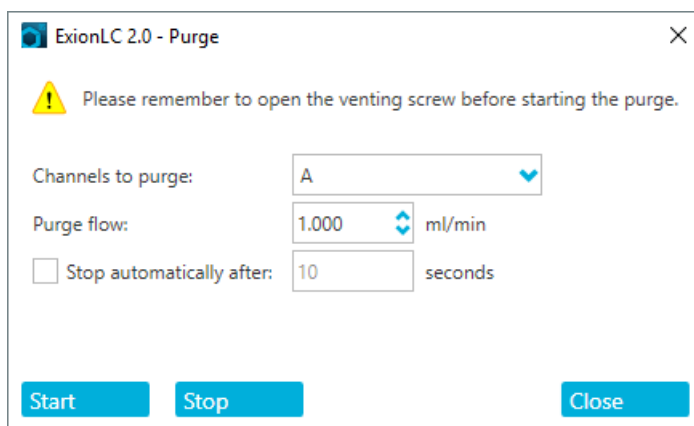 ExionLC 2.0 - Purge
Please remember to open the venting screw before starting the purge.
Channels to purge: A
Purge flow: 1.000 ml/min
Stop automatically after: 10 seconds
Start Stop Close